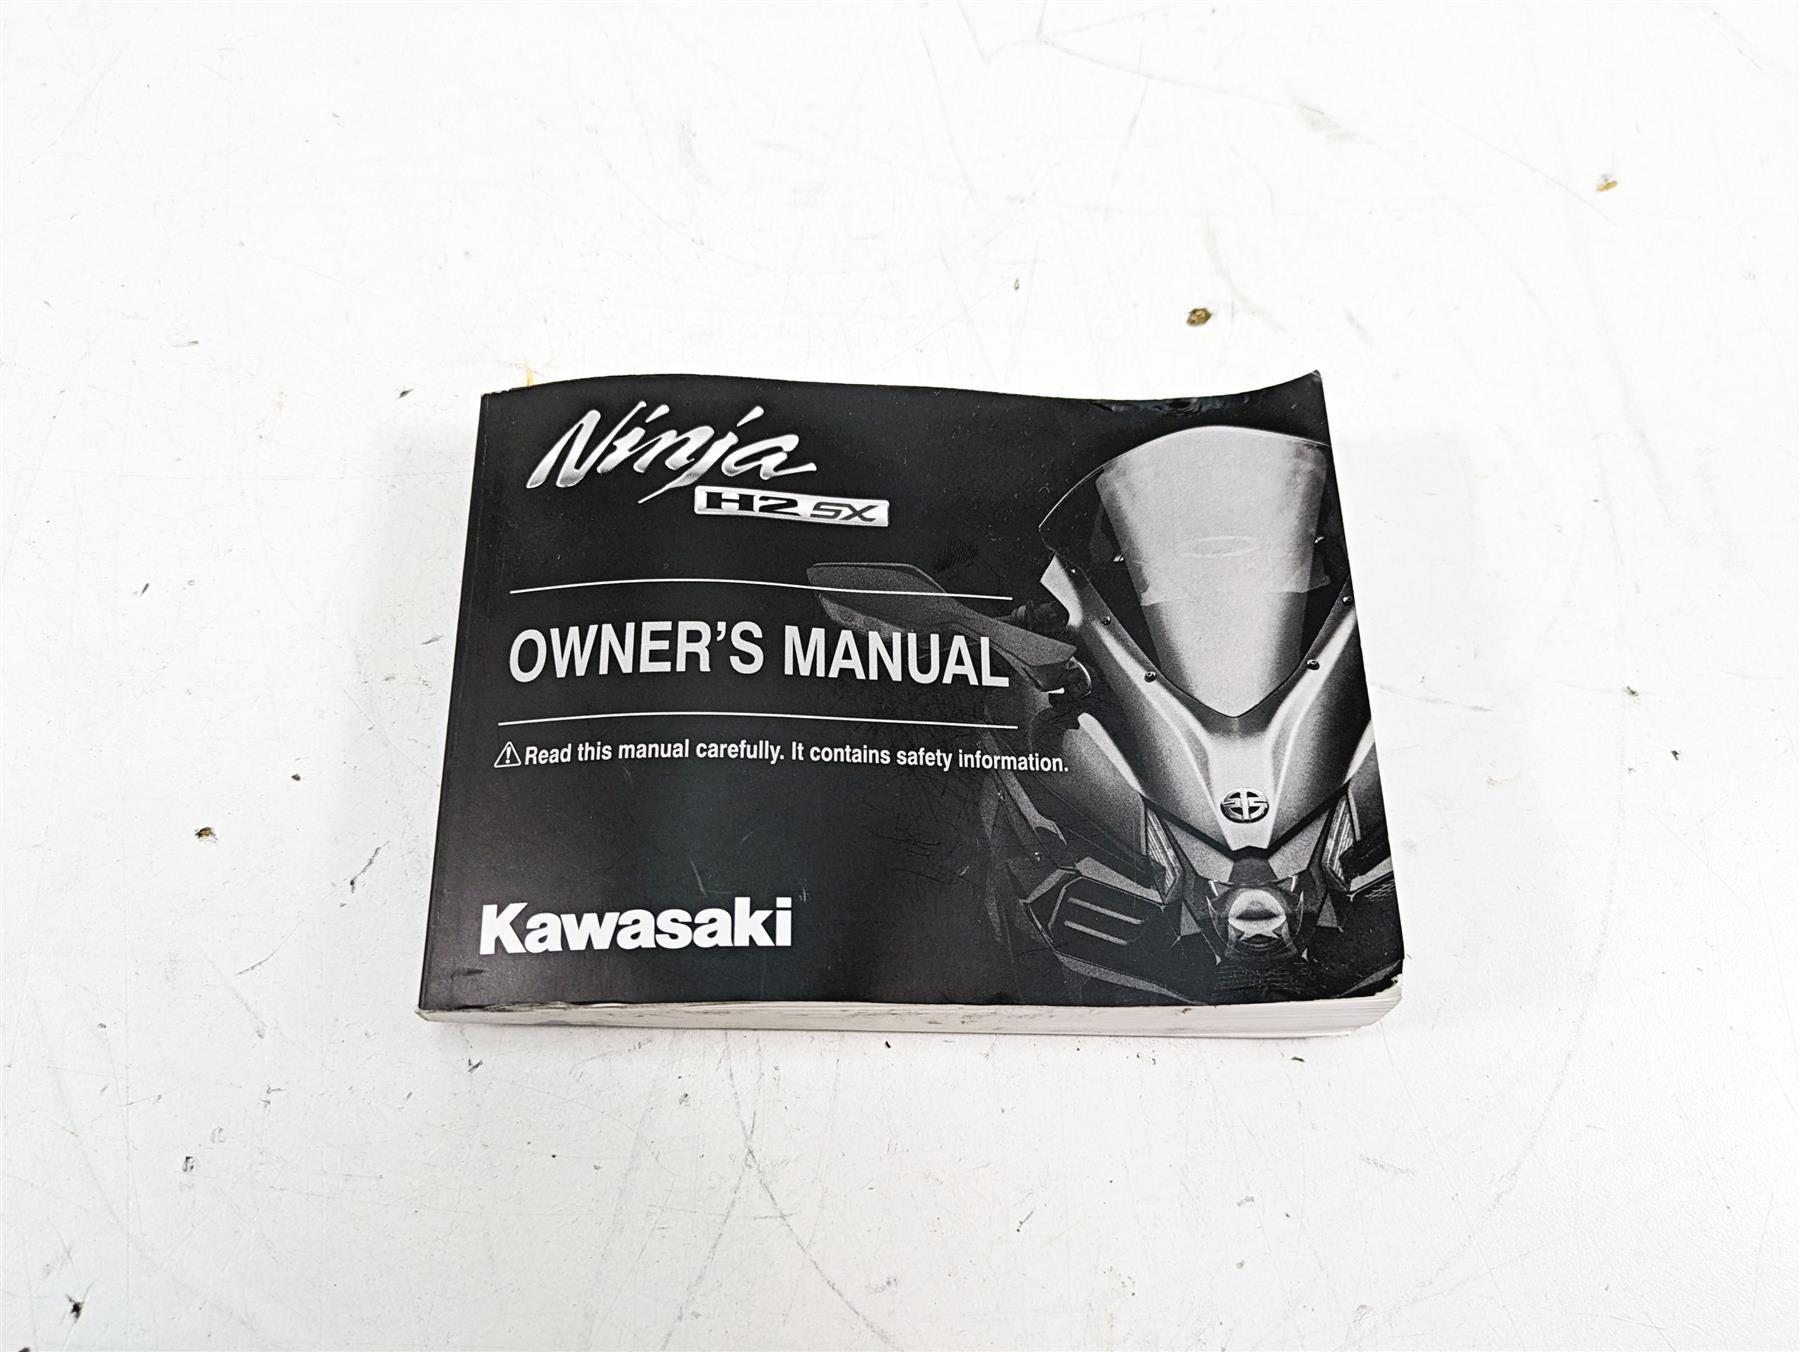 Ninja
H2 SX
OWNER'S MANUAL
Read this manual carefully. It contains safety information.
Kawasaki